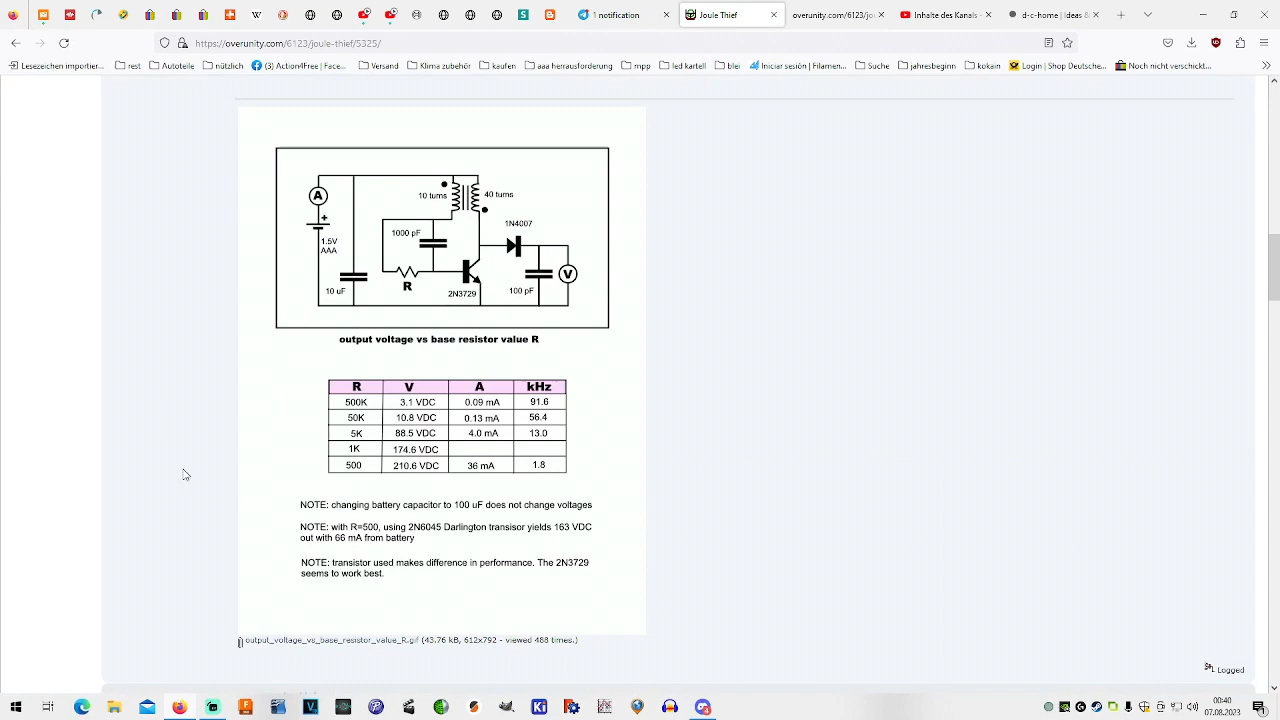 1 notification
Joule Thief
overunity.com/6123/jo
Inhalte des Monats
d-c-form at DeaDse
https://overunity.com/6123/joule-thief/5325/
Lesezeichen importier...
rest
Autoteile
nützlich
(3) Action4Free | Face...
Versand
Klima zubehör
kaufen
aaa herausforderung
mpp
led kartell
blei
Iniciar sesión | Filamen...
Suche
jahresbeginn
kokain
Login | Shop Deutsche...
Noch nicht verschickt...
A
+
1.5V
AAA
10 uF
10 turns
40 turns
1000 pF
R
2N3729
1N4007
100 pF
V
output voltage vs base resistor value R
R V A kHz
500K 3.1 VDC 0.09 mA 91.6
50K 10.8 VDC 0.13 mA 56.4
5K 88.5 VDC 4.0 mA 13.0
1K 174.6 VDC
500 210.6 VDC 36 mA 1.8
NOTE: changing battery capacitor to 100 uF does not change voltages
NOTE: with R=500, using 2N6045 Darlington transisor yields 163 VDC
out with 66 mA from battery
NOTE: transistor used makes difference in performance. The 2N3729
seems to work best.
output_voltage_vs_base_resistor_value_R.gif (43.76 kB, 612x792 - viewed 488 times.)
Logged
00:40
07.09.2023